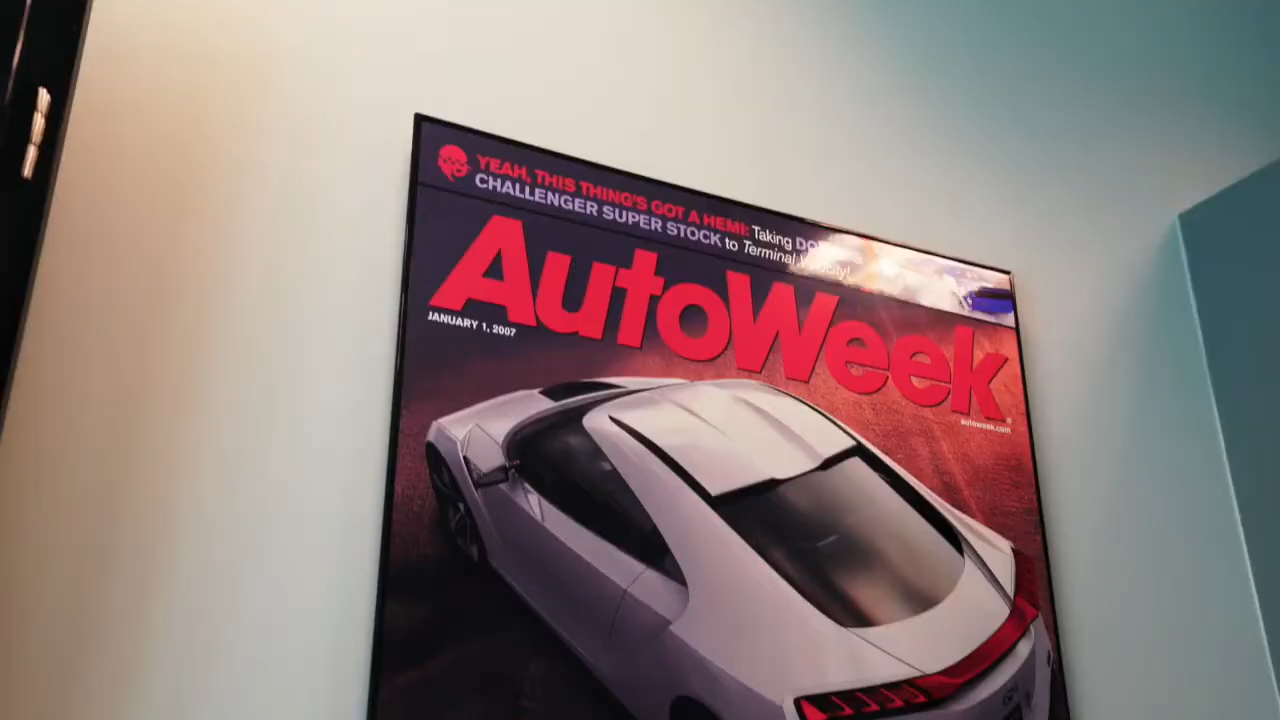 YEAH, THIS THING'S GOT A HEMI: Taking
CHALLENGER SUPER STOCK to Terminal
AutoWeek
JANUARY 1, 2007
autoweek.com